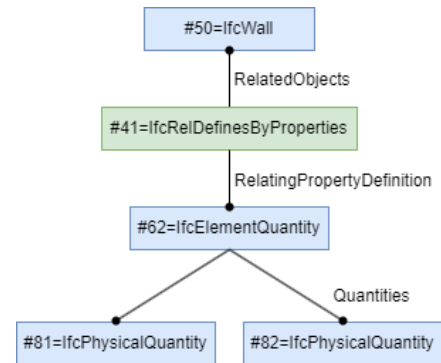 #50=IfcWall
RelatedObjects
#41=IfcRelDefinesByProperties
RelatingPropertyDefinition
#62=IfcElementQuantity
Quantities
#81=IfcPhysicalQuantity
#82=IfcPhysicalQuantity